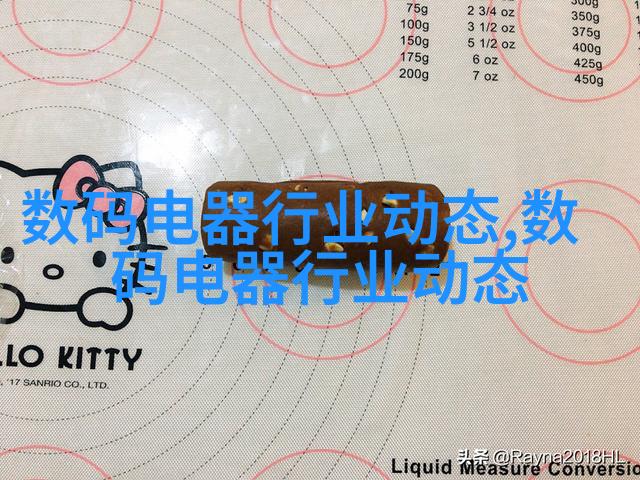 300g
75g 2 3/4 oz 350g
100g 3 1/2 oz 375g
150g 5 1/2 oz 400g
175g 6 oz 425g
200g 7 oz 450g
数码电器行业动态,数
码电器行业动态
LLO KITTY
'17 SANRIO CO., LTD.
头条 @Rayna2018HL
Liquid Measure Conversio